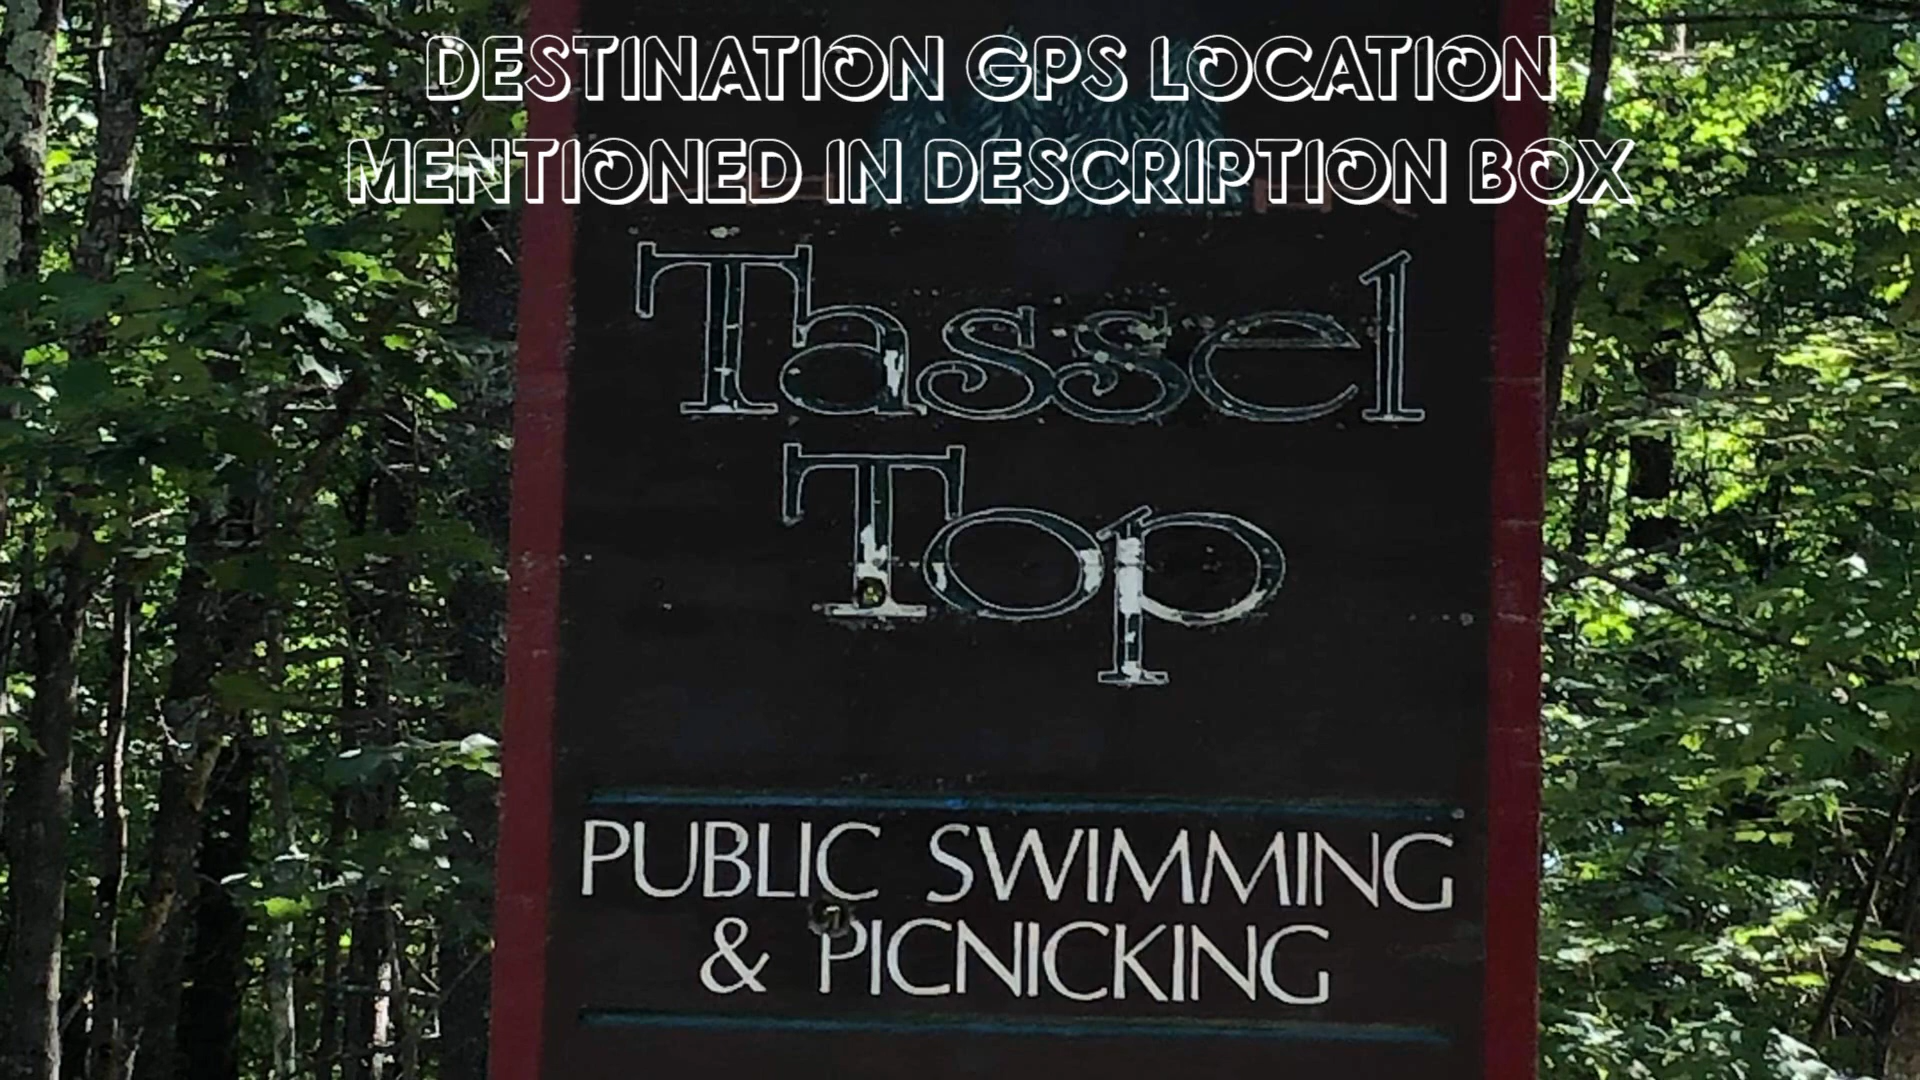 DESTINATION GPS LOCATION
MENTIONED IN DESCRIPTION BOX
Tassel
Top
PUBLIC SWIMMING
& PICNICKING